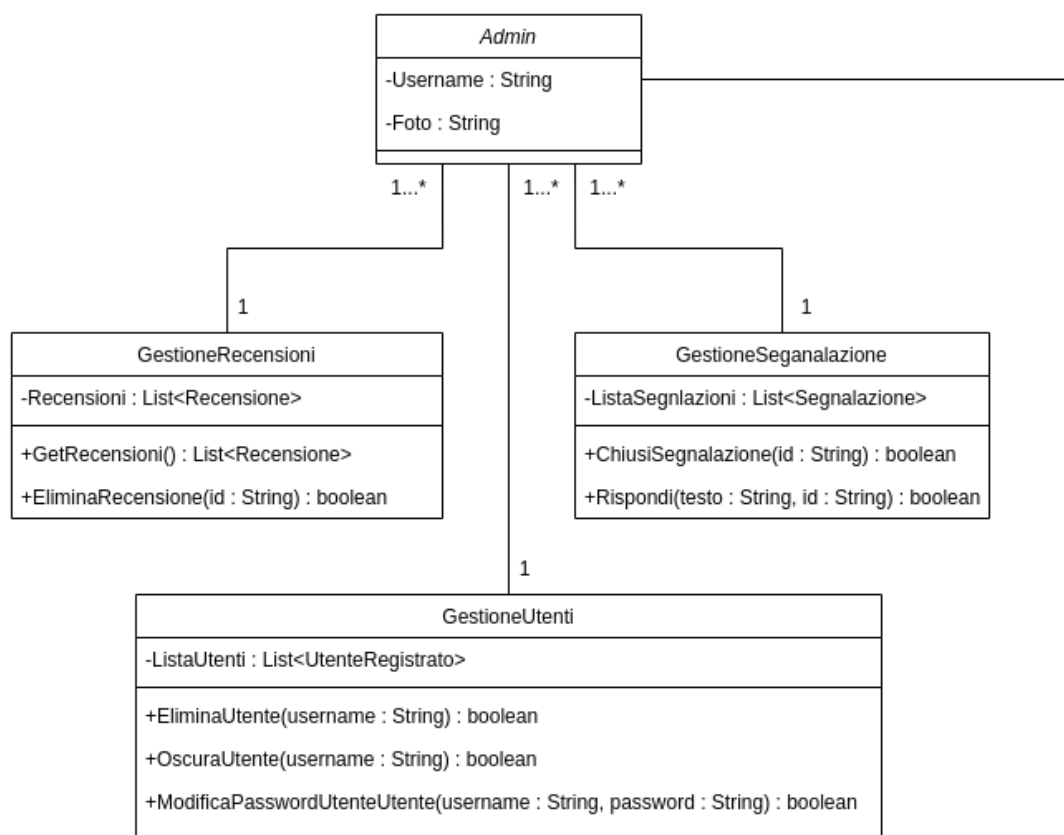 Admin
-Username : String
-Foto : String
1...*
1...*
1...*
1
1
GestioneRecensioni
-Recensioni : List<Recensione>
+GetRecensioni() : List<Recensione>
+EliminaRecensione(id : String) : boolean
GestioneSeganalazione
-ListaSegnlazioni : List<Segnalazione>
+ChiusiSegnalazione(id : String) : boolean
+Rispondi(testo : String, id : String) : boolean
1
GestioneUtenti
-ListaUtenti : List<UtenteRegistrato>
+EliminaUtente(username : String) : boolean
+OscuraUtente(username : String) : boolean
+ModificaPasswordUtenteUtente(username : String, password : String) : boolean